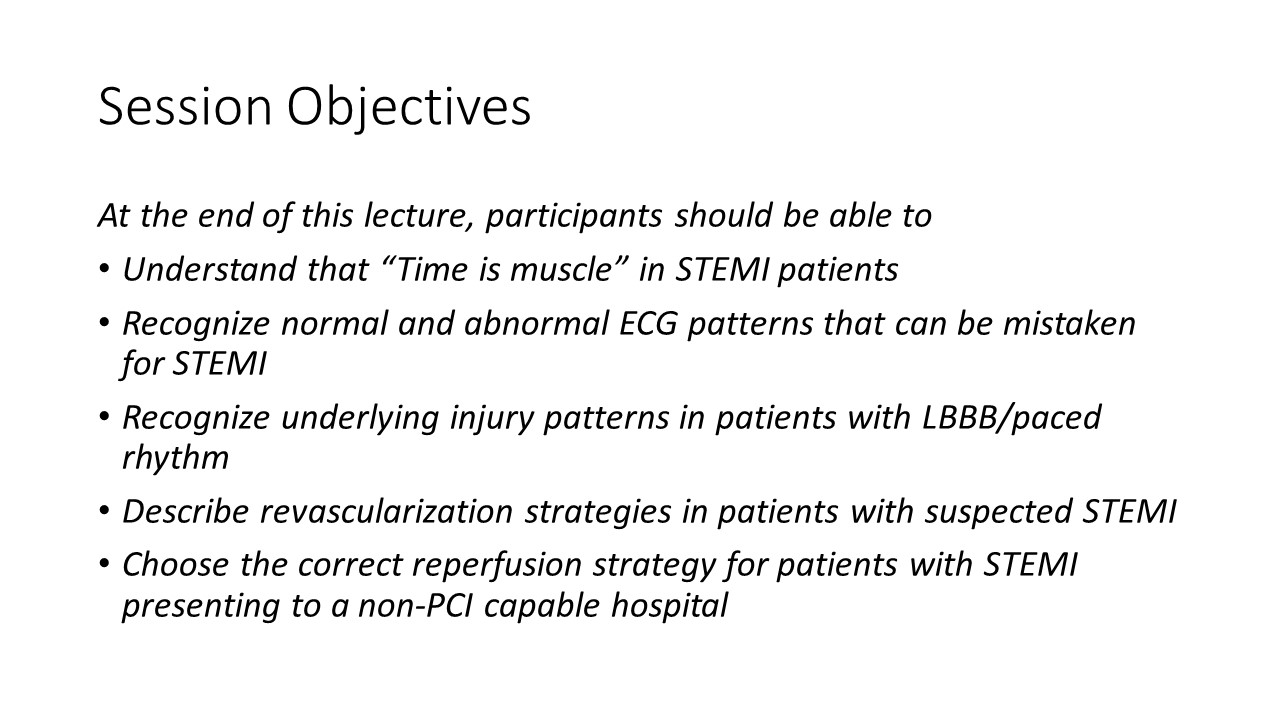 Session Objectives
At the end of this lecture, participants should be able to
• Understand that “Time is muscle” in STEMI patients
• Recognize normal and abnormal ECG patterns that can be mistaken
for STEMI
• Recognize underlying injury patterns in patients with LBBB/paced
rhythm
• Describe revascularization strategies in patients with suspected STEMI
• Choose the correct reperfusion strategy for patients with STEMI
presenting to a non-PCI capable hospital